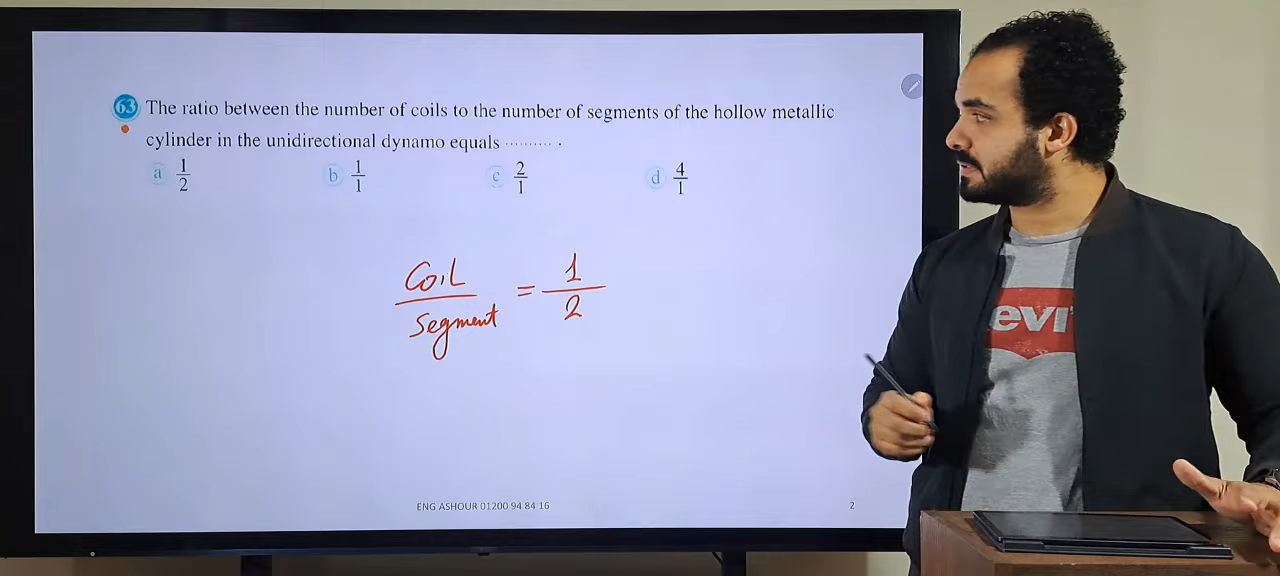 63 The ratio between the number of coils to the number of segments of the hollow metallic
cylinder in the unidirectional dynamo equals .......... .
a 1/2 b 1/1 c 2/1 d 4/1
Coil/Segment = 1/2
evi
ENG ASHOUR 01200 94 84 16
2